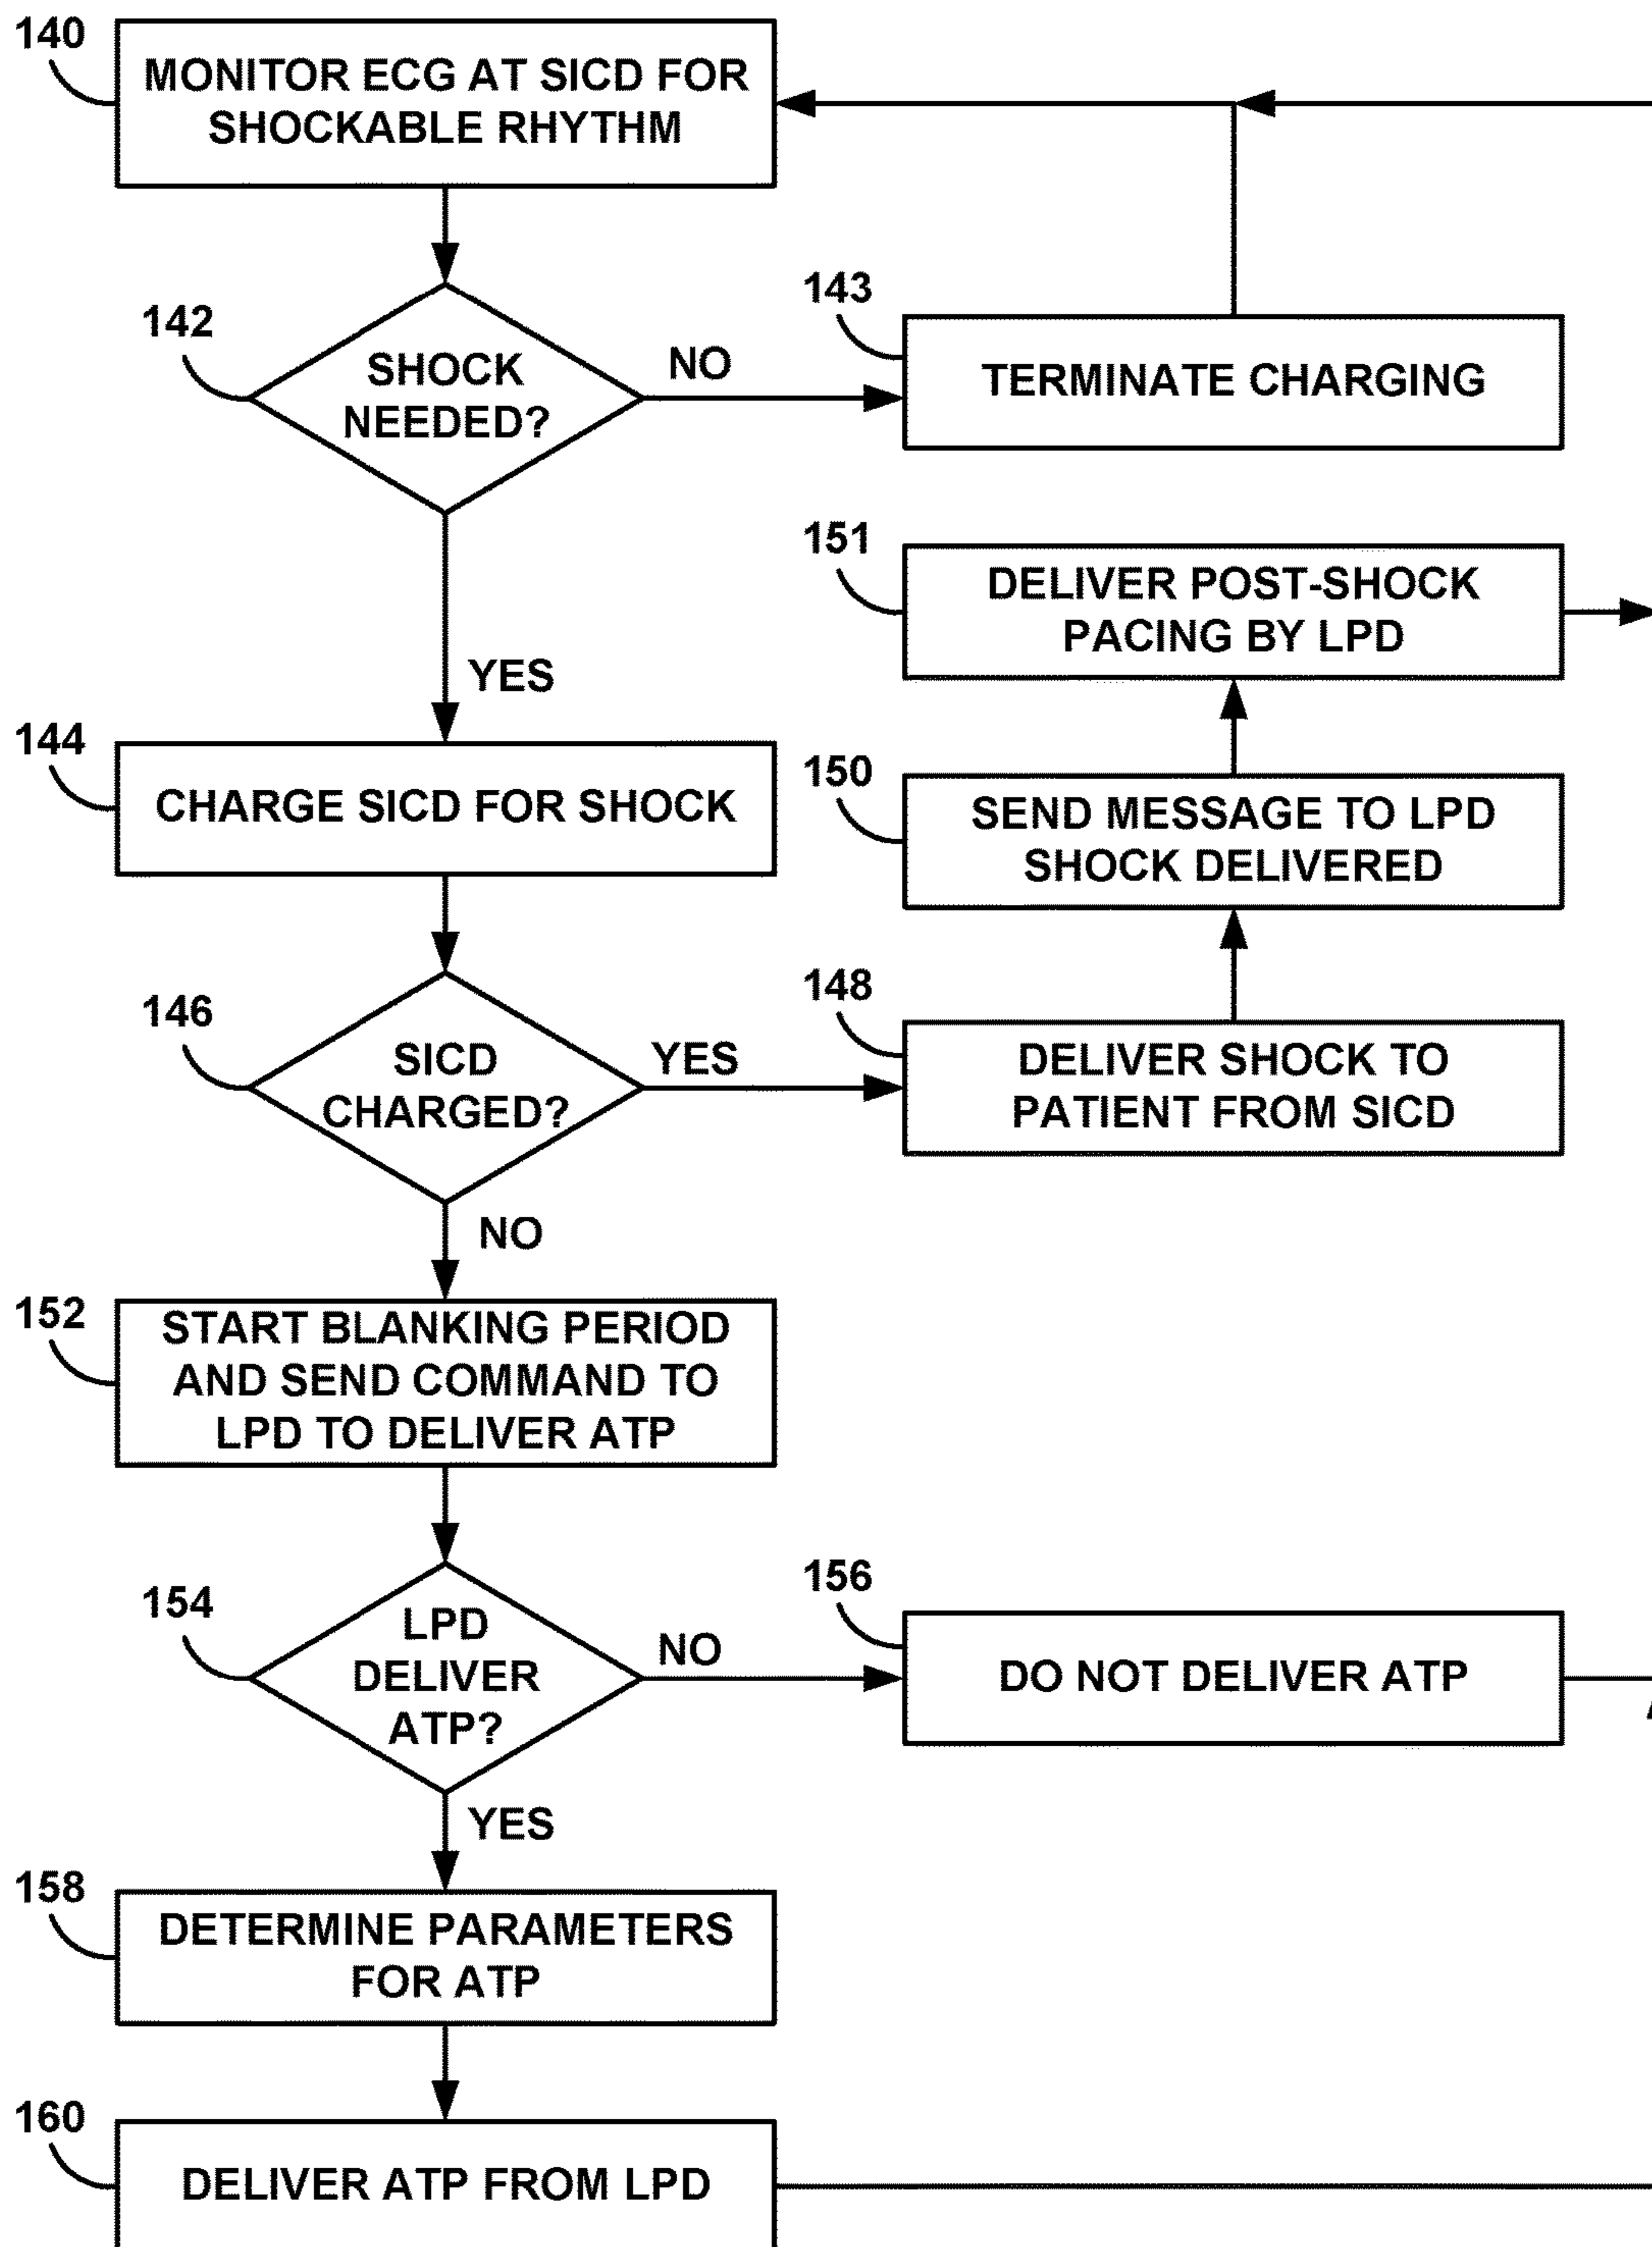 140
MONITOR ECG AT SICD FOR
SHOCKABLE RHYTHM
142
SHOCK
NEEDED?
NO
143
TERMINATE CHARGING
YES
151
DELIVER POST-SHOCK
PACING BY LPD
144
CHARGE SICD FOR SHOCK
150
SEND MESSAGE TO LPD
SHOCK DELIVERED
146
SICD
CHARGED?
YES
148
DELIVER SHOCK TO
PATIENT FROM SICD
NO
152
START BLANKING PERIOD
AND SEND COMMAND TO
LPD TO DELIVER ATP
154
LPD
DELIVER
ATP?
NO
156
DO NOT DELIVER ATP
YES
158
DETERMINE PARAMETERS
FOR ATP
160
DELIVER ATP FROM LPD